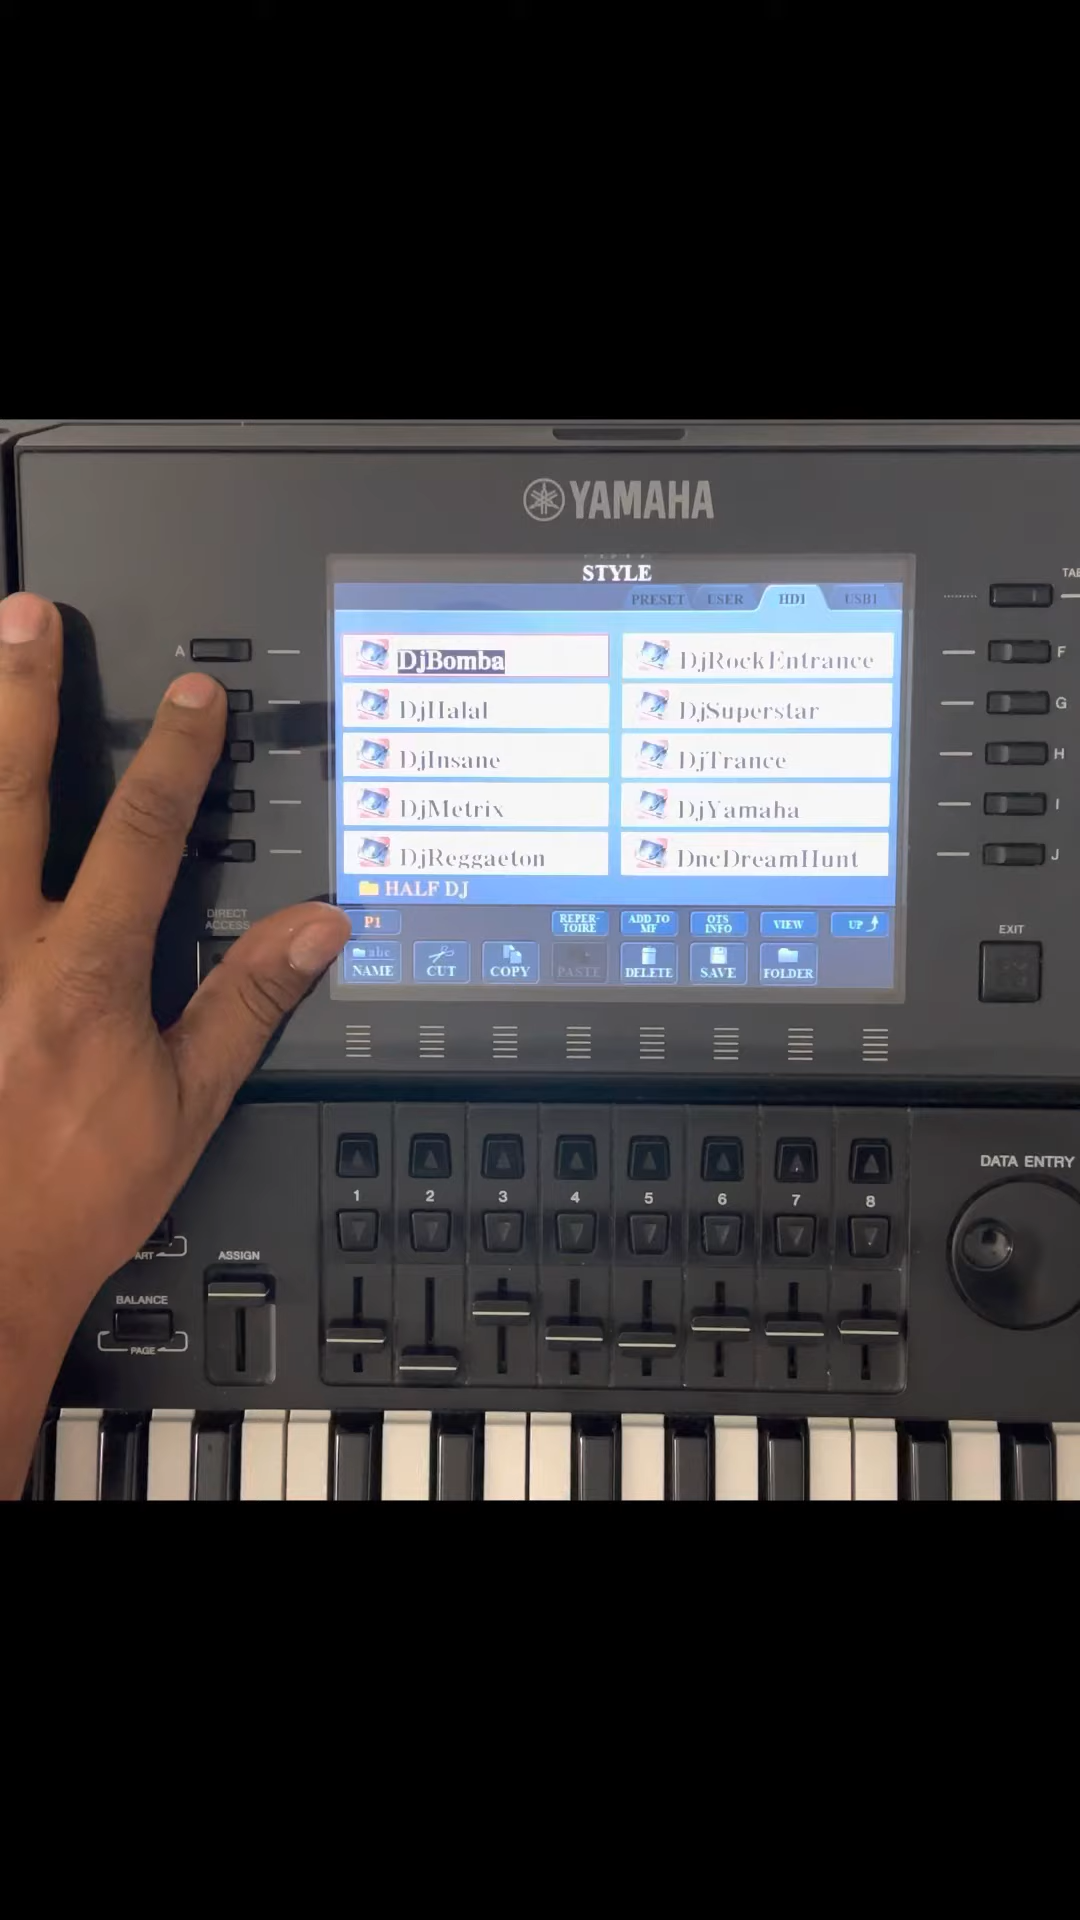 YAMAHA
STYLE
PRESET USER HD1 USB1
DjBomba
DjHalal
DjInsane
DjMetrix
DjReggaeton
DjRockEntrance
DjSuperstar
DjTrance
DjYamaha
DncDreamHunt
HALF DJ
P1
REPER-
TOIRE
ADD TO
MF
OTS
INFO
VIEW
UP
abc
NAME
CUT
COPY
PASTE
DELETE
SAVE
FOLDER
A
E
F
G
H
I
J
DIRECT
ACCESS
EXIT
1 2 3 4 5 6 7 8
DATA ENTRY
ASSIGN
BALANCE
PAGE